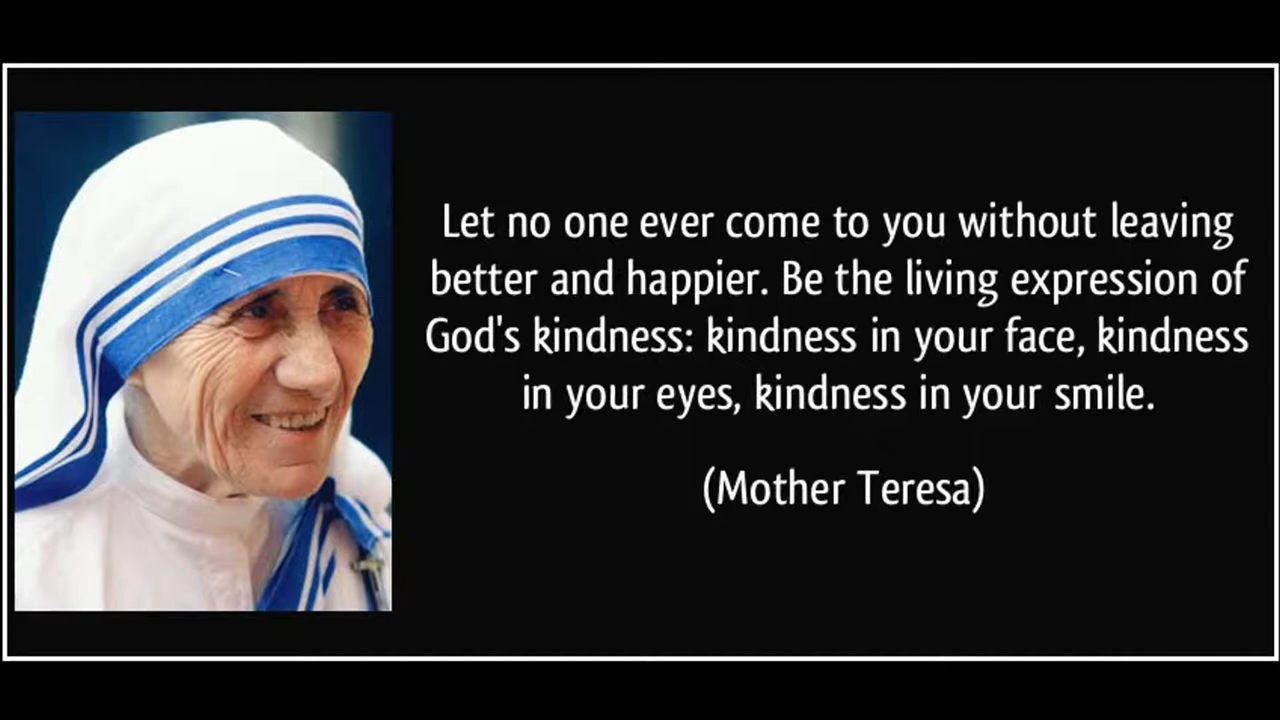 Let no one ever come to you without leaving
better and happier. Be the living expression of
God's kindness: kindness in your face, kindness
in your eyes, kindness in your smile.
(Mother Teresa)